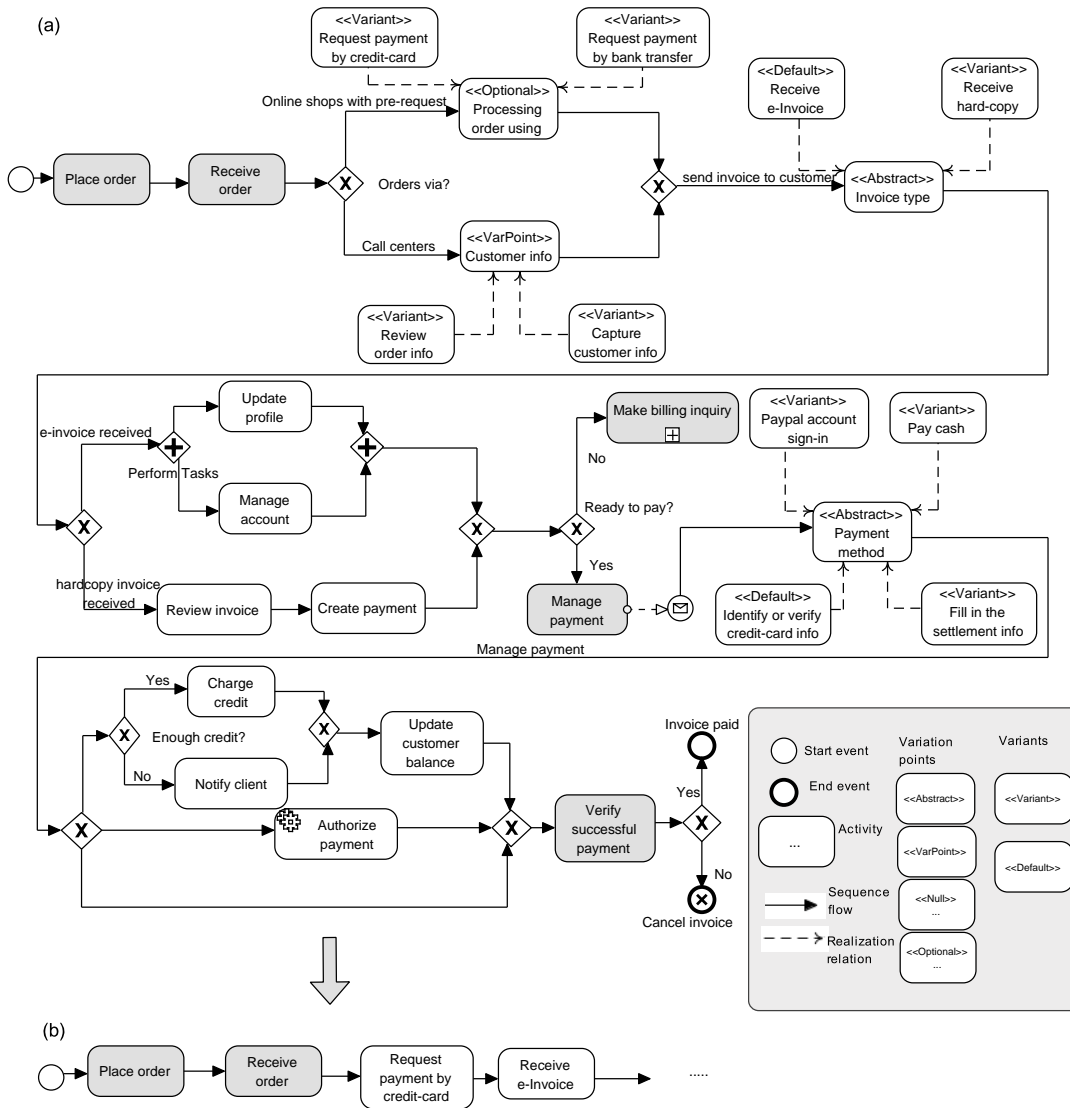 (a)
<<Variant>>
Request payment
by credit-card
<<Variant>>
Request payment
by bank transfer
<<Default>>
Receive
e-Invoice
<<Variant>>
Receive
hard-copy
Online shops with pre-request
<<Optional>>
Processing
order using
Place order
Receive
order
X
Orders via?
X
send invoice to customer
<<Abstract>>
Invoice type
Call centers
<<VarPoint>>
Customer info
<<Variant>>
Review
order info
<<Variant>>
Capture
customer info
Update
profile
e-invoice received
Perform Tasks
Manage
account
X
hardcopy invoice
received
Review invoice
Create payment
X
Make billing inquiry
No
Ready to pay?
X
Yes
Manage
payment
<<Variant>>
Paypal account
sign-in
<<Variant>>
Pay cash
<<Abstract>>
Payment
method
<<Default>>
Identify or verify
credit-card info
<<Variant>>
Fill in the
settlement info
Manage payment
Yes
Charge
credit
X
Enough credit?
X
Update
customer
balance
No
Notify client
X
Authorize
payment
X
Verify
successful
payment
Invoice paid
Yes
X
No
X
Cancel invoice
Start event
End event
...
Activity
Sequence
flow
Realization
relation
Variation
points
<<Abstract>>
<<VarPoint>>
<<Null>>
...
<<Optional>>
...
Variants
<<Variant>>
<<Default>>
(b)
Place order
Receive
order
Request
payment by
credit-card
Receive
e-Invoice
.....